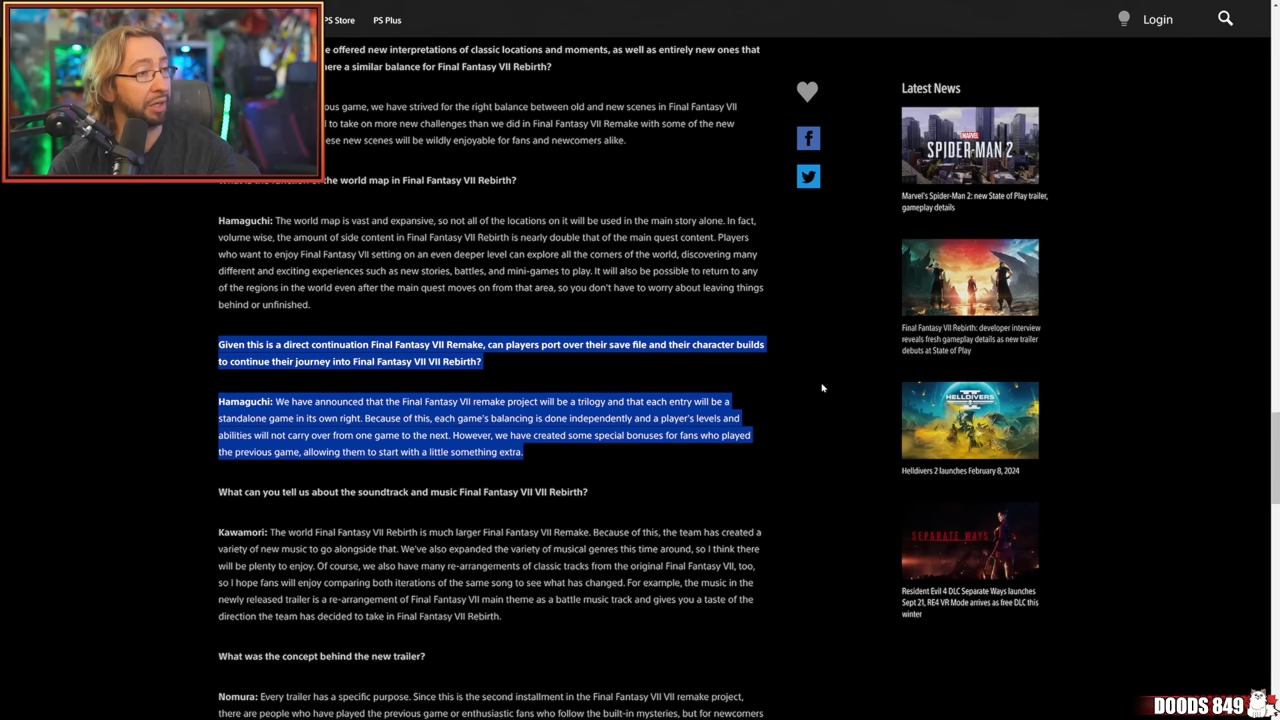 PS Store
PS Plus
Login
e offered new interpretations of classic locations and moments, as well as entirely new ones that
here a similar balance for Final Fantasy VII Rebirth?
ous game, we have strived for the right balance between old and new scenes in Final Fantasy VII
to take on more new challenges than we did in Final Fantasy VII Remake with some of the new
ese new scenes will be wildly enjoyable for fans and newcomers alike.
the world map in Final Fantasy VII Rebirth?
Hamaguchi: The world map is vast and expansive, so not all of the locations on it will be used in the main story alone. In fact,
volume wise, the amount of side content in Final Fantasy VII Rebirth is nearly double that of the main quest content. Players
who want to enjoy Final Fantasy VII setting on an even deeper level can explore all the corners of the world, discovering many
different and exciting experiences such as new stories, battles, and mini-games to play. It will also be possible to return to any
of the regions in the world even after the main quest moves on from that area, so you don't have to worry about leaving things
behind or unfinished.
Given this is a direct continuation Final Fantasy VII Remake, can players port over their save file and their character builds
to continue their journey into Final Fantasy VII VII Rebirth?
Hamaguchi: We have announced that the Final Fantasy VII remake project will be a trilogy and that each entry will be a
standalone game in its own right. Because of this, each game's balancing is done independently and a player's levels and
abilities will not carry over from one game to the next. However, we have created some special bonuses for fans who played
the previous game, allowing them to start with a little something extra.
What can you tell us about the soundtrack and music Final Fantasy VII VII Rebirth?
Kawamori: The world Final Fantasy VII Rebirth is much larger Final Fantasy VII Remake. Because of this, the team has created a
variety of new music to go alongside that. We've also expanded the variety of musical genres this time around, so I think there
will be plenty to enjoy. Of course, we also have many re-arrangements of classic tracks from the original Final Fantasy VII, too,
so I hope fans will enjoy comparing both iterations of the same song to see what has changed. For example, the music in the
newly released trailer is a re-arrangement of Final Fantasy VII main theme as a battle music track and gives you a taste of the
direction the team has decided to take in Final Fantasy VII Rebirth.
What was the concept behind the new trailer?
Nomura: Every trailer has a specific purpose. Since this is the second installment in the Final Fantasy VII VII remake project,
there are people who have played the previous game or enthusiastic fans who follow the built-in mysteries, but for newcomers
Latest News
MARVEL
SPIDER-MAN 2
Marvel's Spider-Man 2: new State of Play trailer,
gameplay details
Final Fantasy VII Rebirth: developer interview
reveals fresh gameplay details as new trailer
debuts at State of Play
HELLDIVERS
Helldivers 2 launches February 8, 2024
SEPARATE WAYS
Resident Evil 4 DLC Separate Ways launches
Sept 21, RE4 VR Mode arrives as free DLC this
winter
DOODS 849